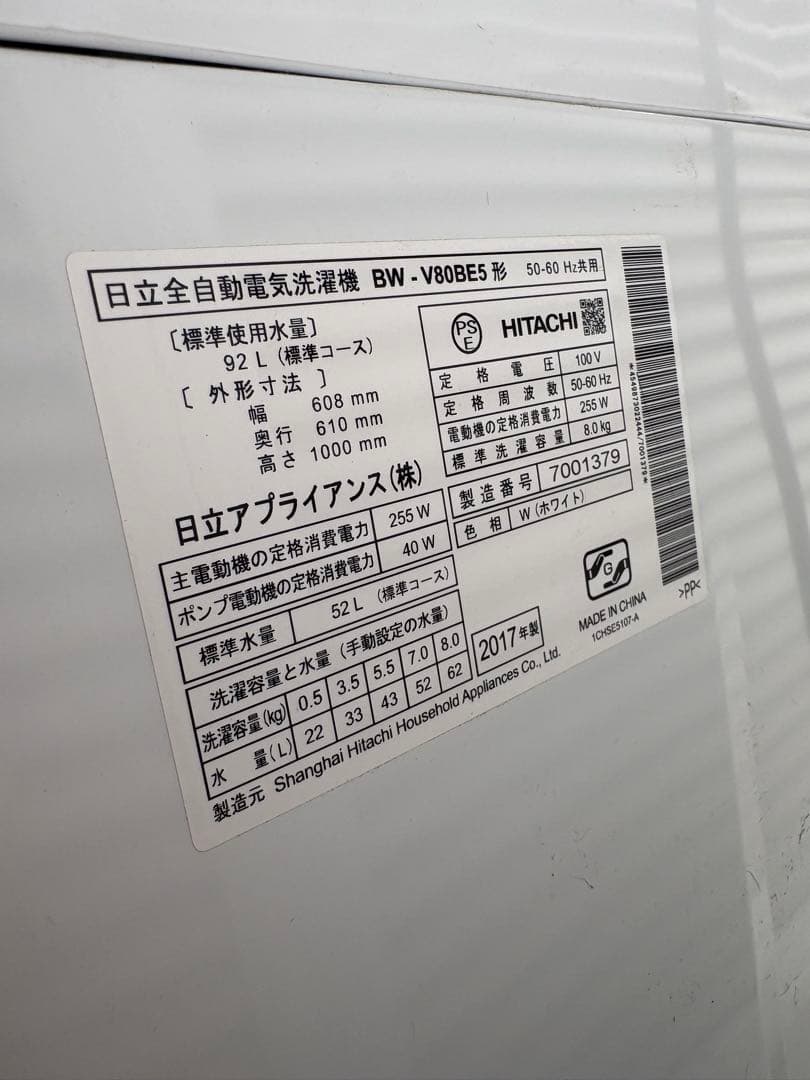 日立全自動電気洗濯機 BW - V80BE5 形 50-60 Hz共用
〔標準使用水量〕
92 L (標準コース)
〔 外形寸法 〕
幅 608 mm
奥行 610 mm
高さ 1000 mm
日立アプライアンス(株)
PS
E
HITACHI
定格電圧 100 V
定格周波数 50-60 Hz
電動機の定格消費電力 255 W
標準洗濯容量 8.0 kg
製造番号 7001379
色相 W (ホワイト)
主電動機の定格消費電力 255 W
ポンプ電動機の定格消費電力 40 W
標準水量 52 L (標準コース)
洗濯容量と水量 (手動設定の水量)
洗濯容量(kg) 0.5 3.5 5.5 7.0 8.0
水量(L) 22 33 43 52 62
2017年製
製造元 Shanghai Hitachi Household Appliances Co., Ltd.
G
MADE IN CHINA
1CHSE5107-A
>PP<